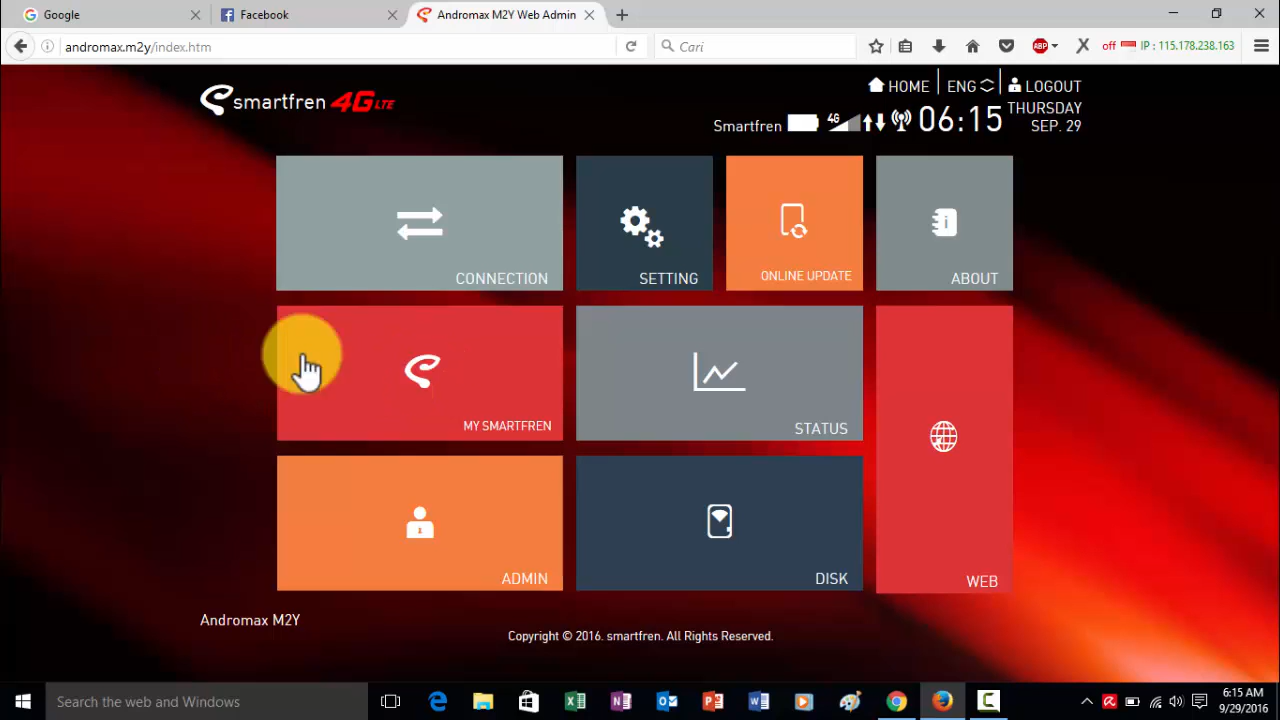 Google
Facebook
Andromax M2Y Web Admin
andromax.m2y/index.htm
Cari
ABP
off
IP : 115.178.238.163
smartfren 4G LTE
HOME
ENG
LOGOUT
Smartfren
4G
06:15
THURSDAY
SEP. 29
CONNECTION
SETTING
ONLINE UPDATE
ABOUT
MY SMARTFREN
STATUS
WEB
ADMIN
DISK
Andromax M2Y
Copyright © 2016. smartfren. All Rights Reserved.
Search the web and Windows
6:15 AM
9/29/2016